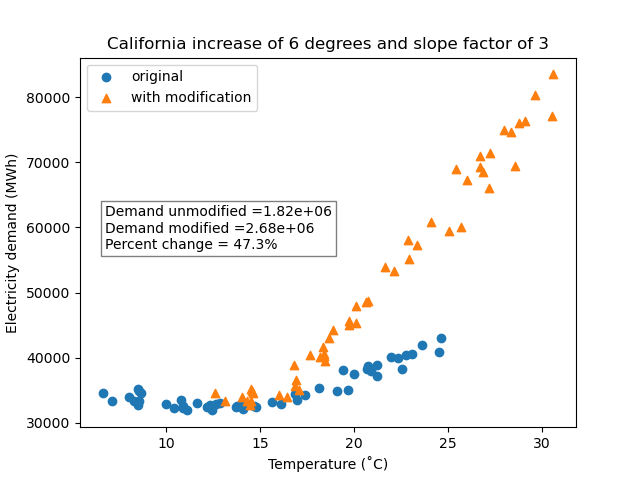 California increase of 6 degrees and slope factor of 3
original
with modification
Demand unmodified =1.82e+06
Demand modified =2.68e+06
Percent change = 47.3%
Electricity demand (MWh)
80000
70000
60000
50000
40000
30000
10 15 20 25 30
Temperature (˚C)